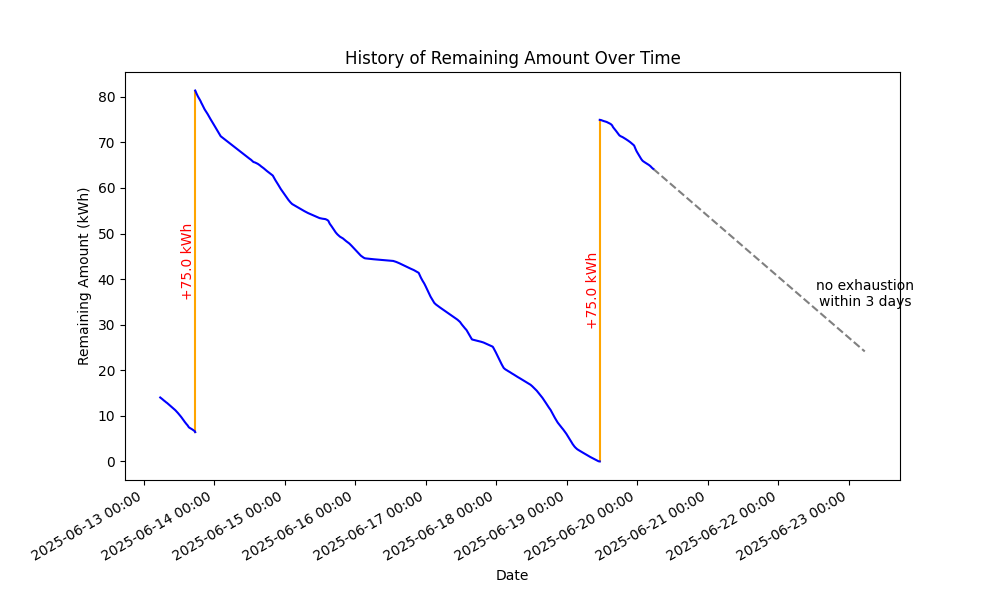 History of Remaining Amount Over Time
Remaining Amount (kWh)
80
70
60
50
40
30
20
10
0
+75.0 kWh
+75.0 kWh
no exhaustion
within 3 days
2025-06-13 00:00
2025-06-14 00:00
2025-06-15 00:00
2025-06-16 00:00
2025-06-17 00:00
2025-06-18 00:00
2025-06-19 00:00
2025-06-20 00:00
2025-06-21 00:00
2025-06-22 00:00
2025-06-23 00:00
Date